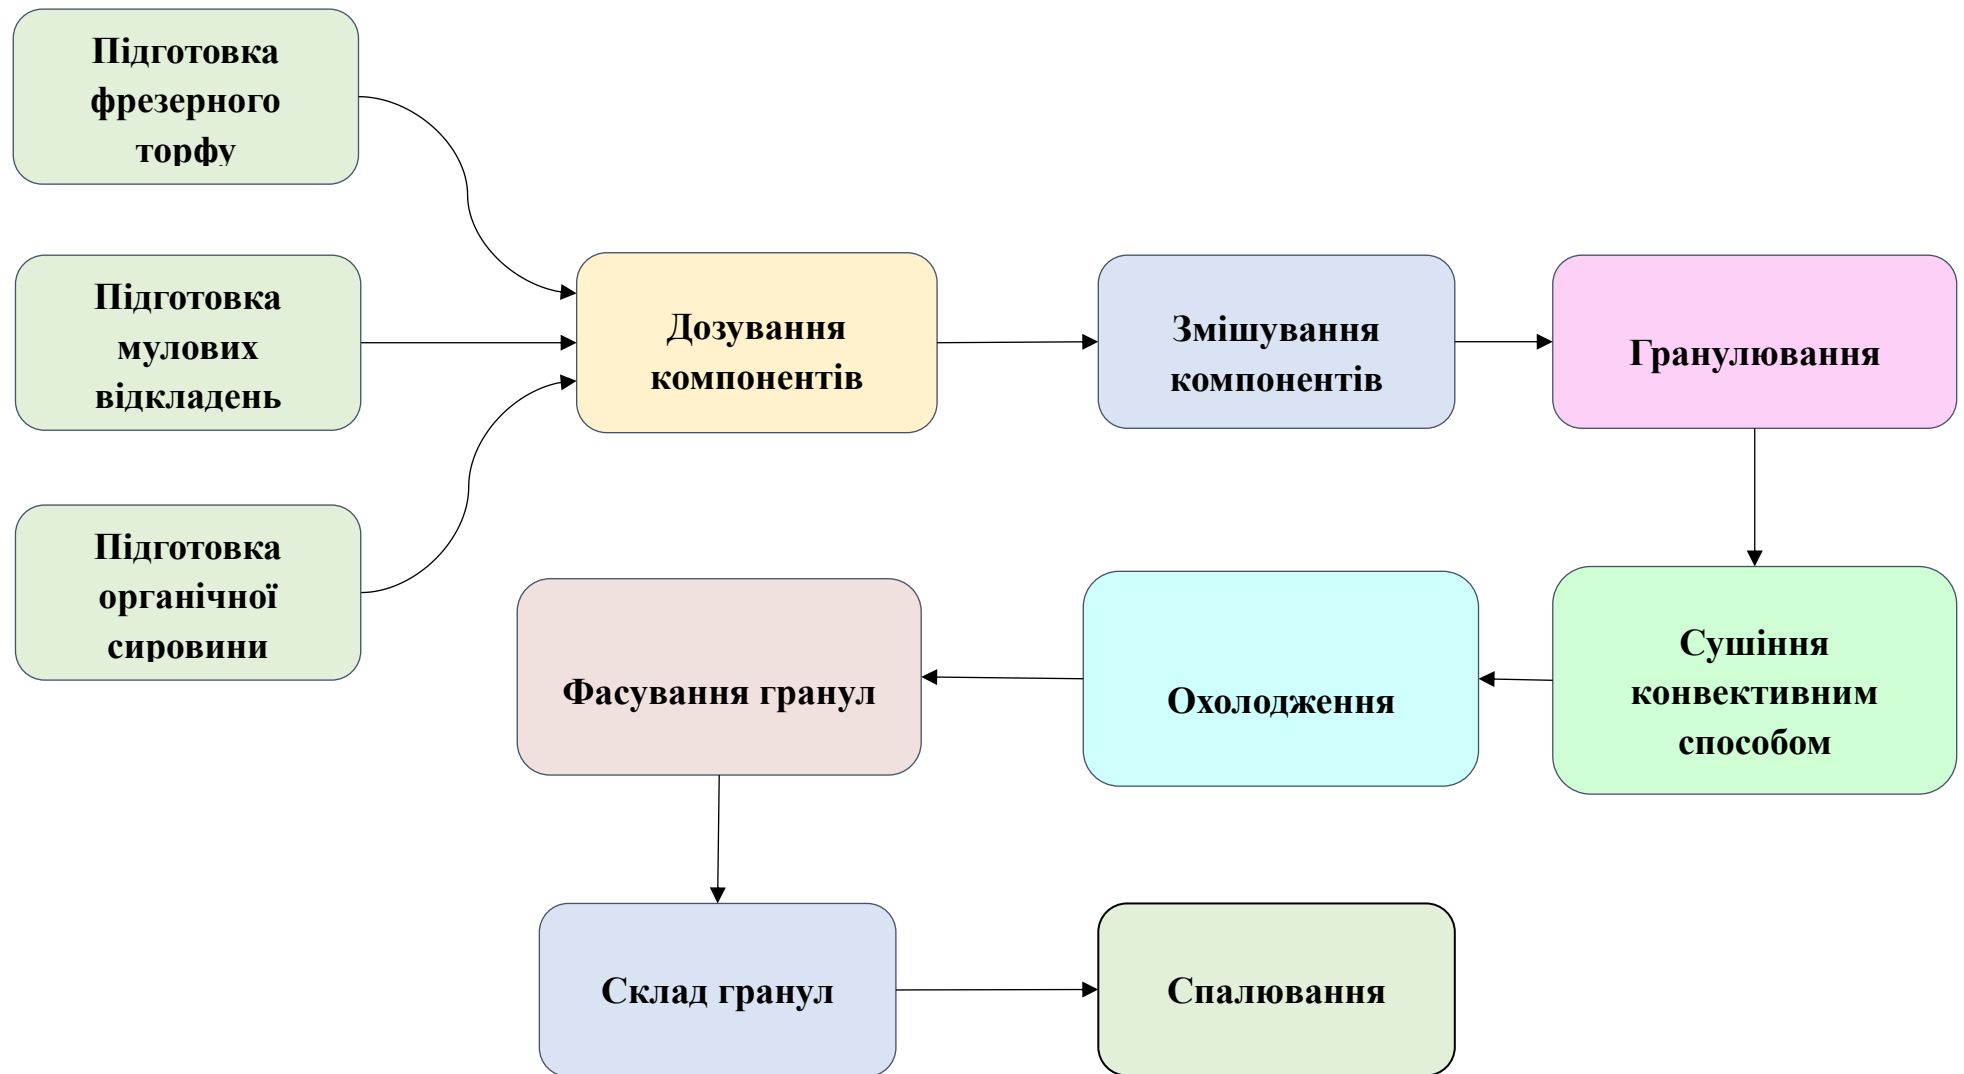 Підготовка
фрезерного
торфу
Підготовка
мулових
відкладень
Підготовка
органічної
сировини
Дозування
компонентів
Змішування
компонентів
Гранулювання
Сушіння
конвективним
способом
Охолодження
Фасування гранул
Склад гранул
Спалювання